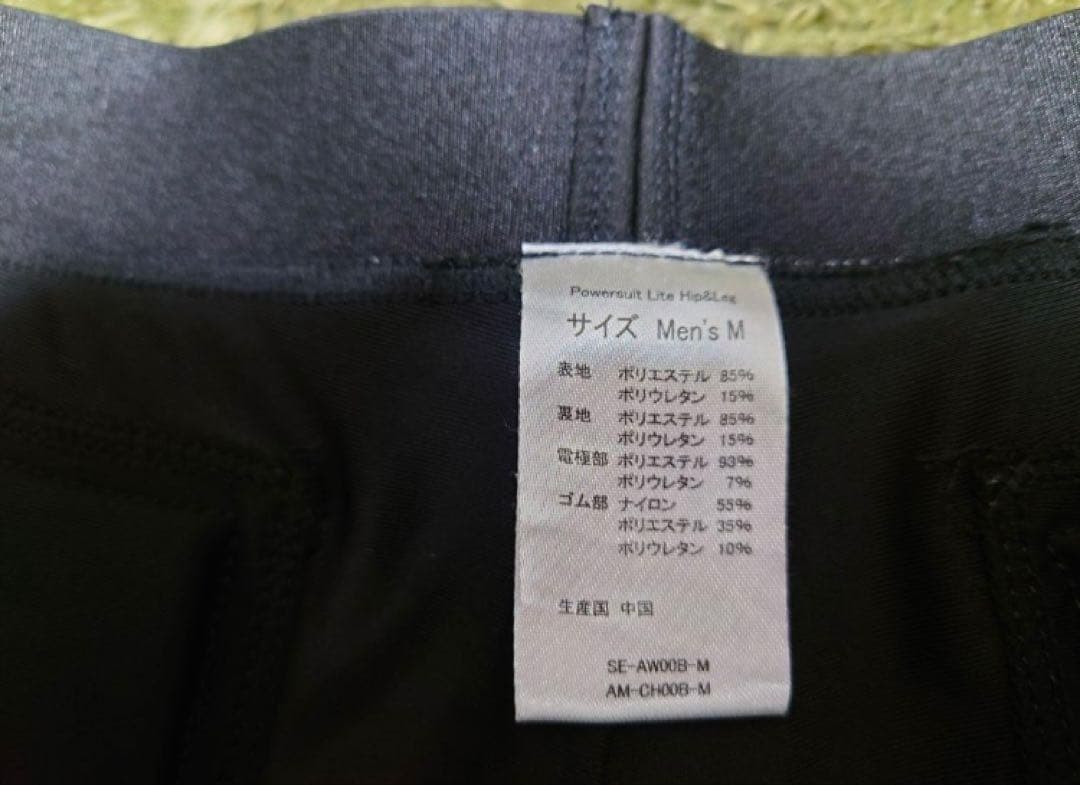 Powersuit Lite Hip&Leg
サイズ Men's M
表地 ポリエステル 85%
ポリウレタン 15%
裏地 ポリエステル 85%
ポリウレタン 15%
電極部 ポリエステル 93%
ポリウレタン 7%
ゴム部 ナイロン 55%
ポリエステル 35%
ポリウレタン 10%
生産国 中国
SE-AW00B-M
AM-CH00B-M